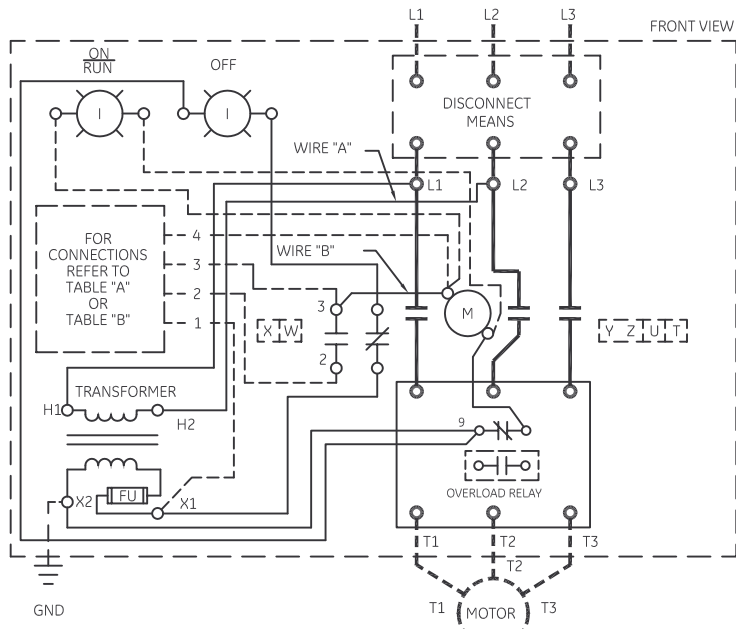 L1 L2 L3
FRONT VIEW
ON
RUN
OFF
I
I
DISCONNECT
MEANS
WIRE "A"
L1 L2 L3
FOR
CONNECTIONS
REFER TO
TABLE "A"
OR
TABLE "B"
4
3
2
1
WIRE "B"
3
2
X W
M
Y Z U T
TRANSFORMER
H1 H2
9
FU
X2 X1
OVERLOAD RELAY
T1 T2 T3
GND
T2
T1 MOTOR T3